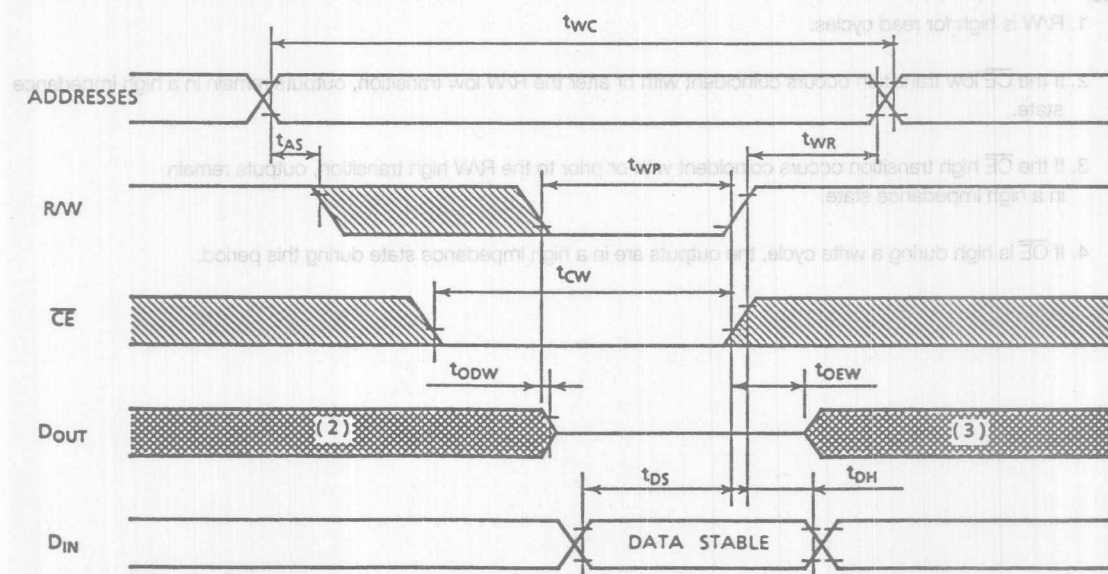 tWC
1. R/W is high for read cycles.
ADDRESSES
2. If the CE low transition occurs coincident with or after the R/W low transition, outputs remain in a high impedance
state.
tAS
tWR
3. If the CE high transition occurs coincident with or prior to the R/W high transition, outputs remain
in a high impedance state.
tWP
R/W
4. If OE is high during a write cycle, the outputs are in a high impedance state during this period.
tCW
CE
tODW
tOEW
DOUT
(2)
(3)
tDS
tDH
DIN
DATA STABLE